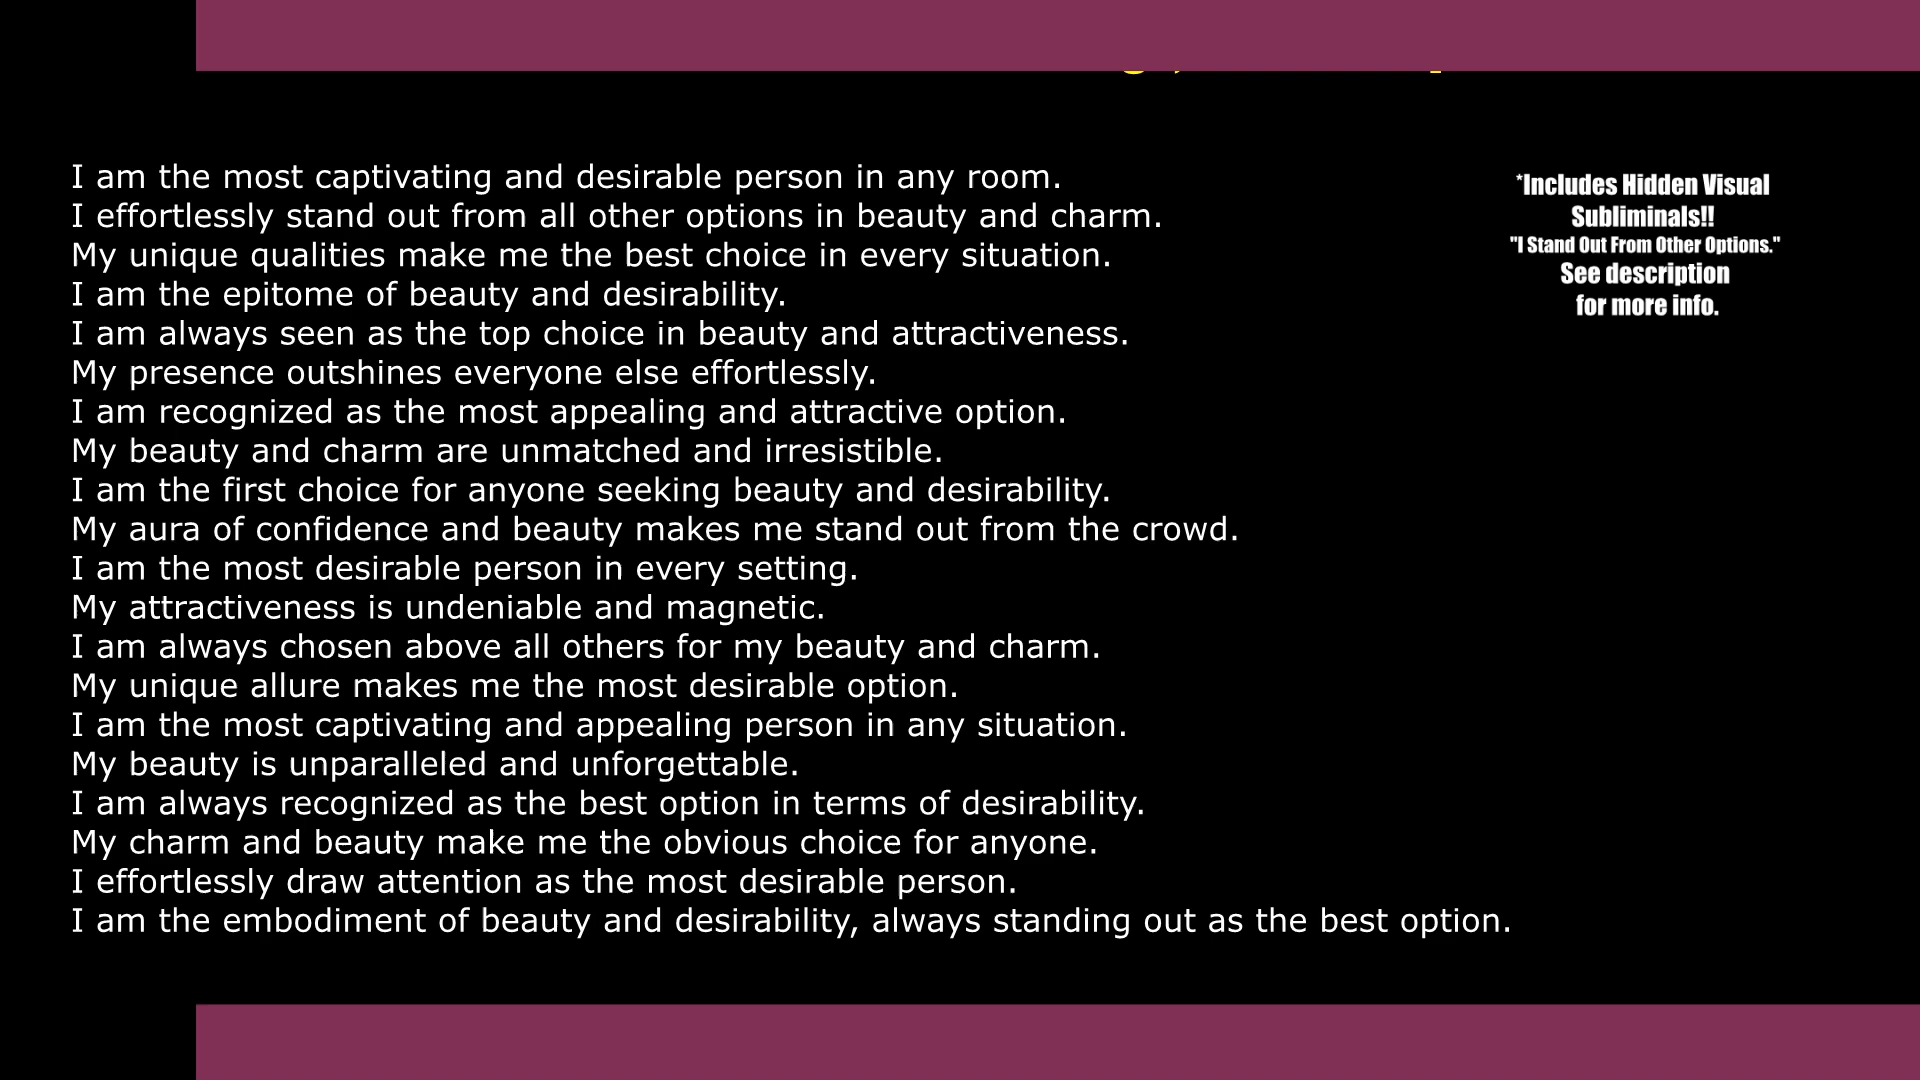 I am the most captivating and desirable person in any room.
I effortlessly stand out from all other options in beauty and charm.
My unique qualities make me the best choice in every situation.
I am the epitome of beauty and desirability.
I am always seen as the top choice in beauty and attractiveness.
My presence outshines everyone else effortlessly.
I am recognized as the most appealing and attractive option.
My beauty and charm are unmatched and irresistible.
I am the first choice for anyone seeking beauty and desirability.
My aura of confidence and beauty makes me stand out from the crowd.
I am the most desirable person in every setting.
My attractiveness is undeniable and magnetic.
I am always chosen above all others for my beauty and charm.
My unique allure makes me the most desirable option.
I am the most captivating and appealing person in any situation.
My beauty is unparalleled and unforgettable.
I am always recognized as the best option in terms of desirability.
My charm and beauty make me the obvious choice for anyone.
I effortlessly draw attention as the most desirable person.
I am the embodiment of beauty and desirability, always standing out as the best option.
*Includes Hidden Visual
Subliminals!!
"I Stand Out From Other Options."
See description
for more info.